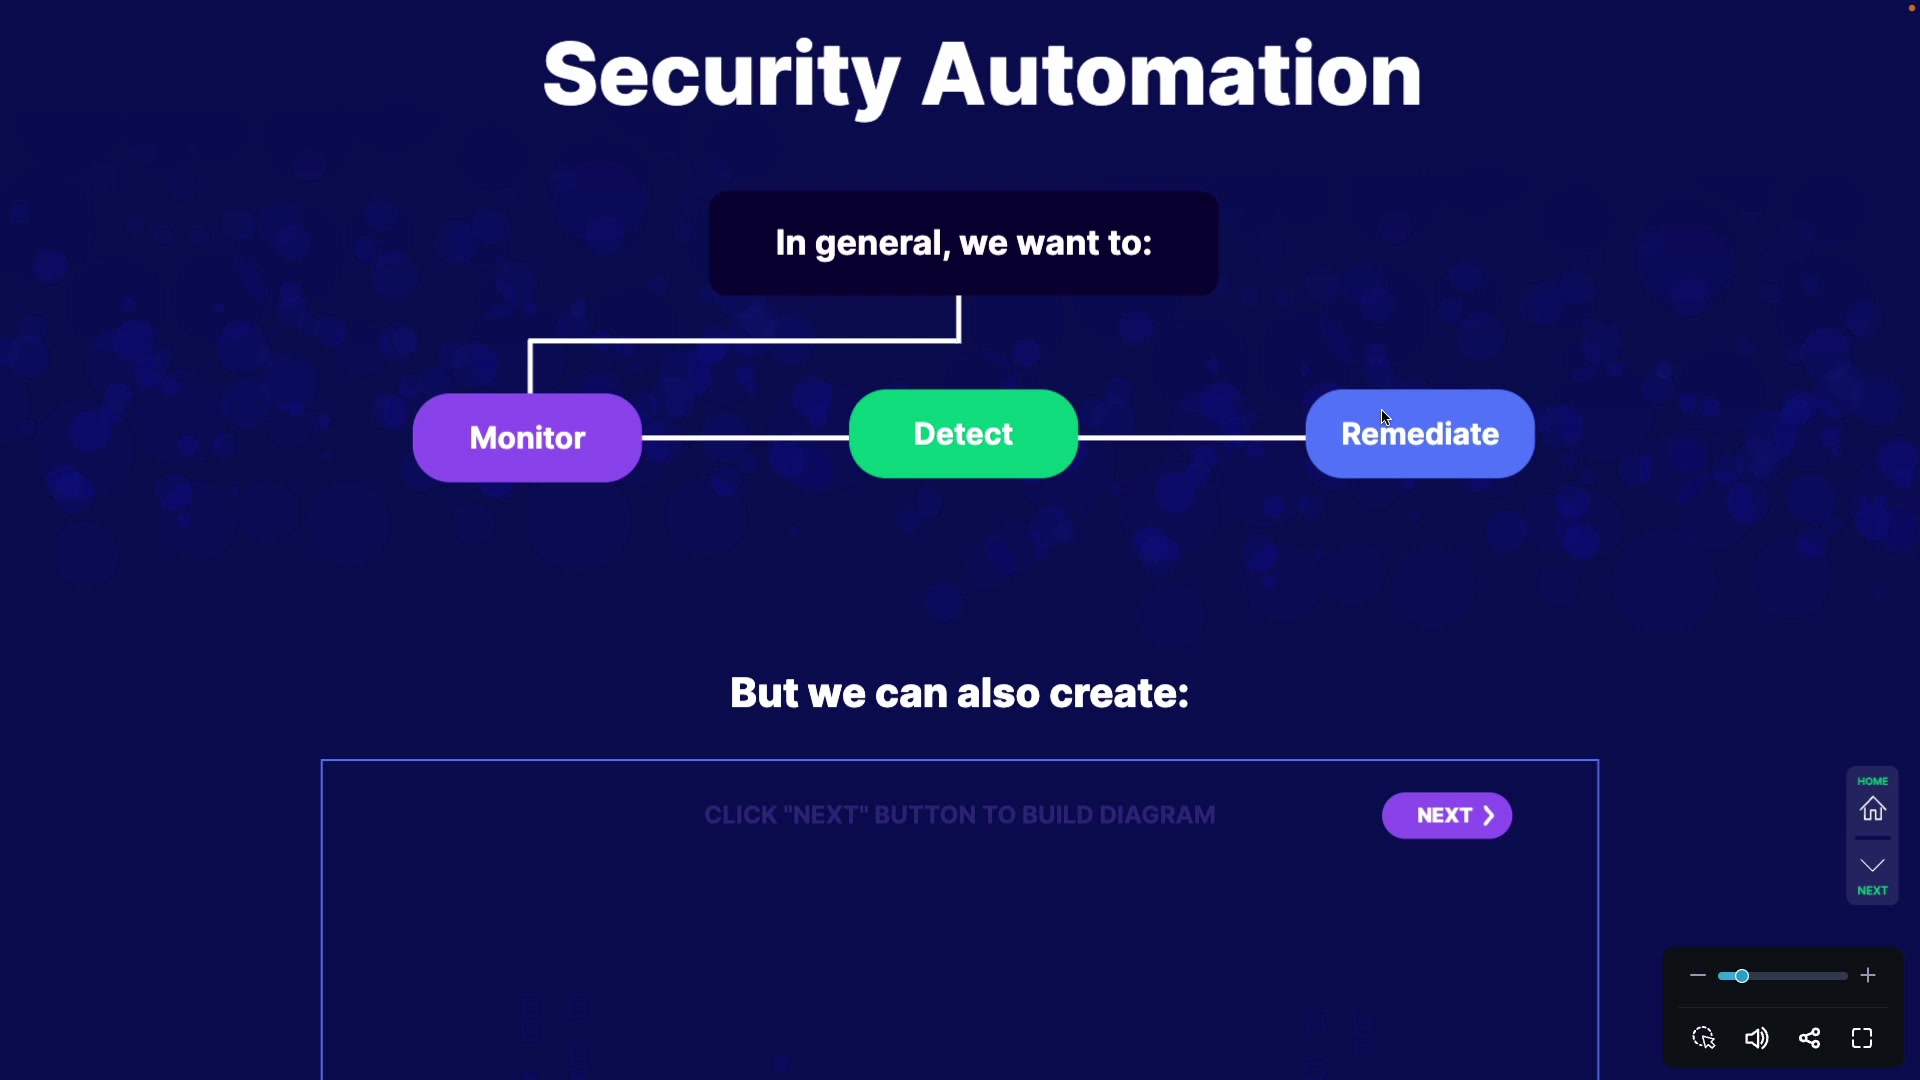 Security Automation
In general, we want to:
Monitor
Detect
Remediate
But we can also create:
CLICK "NEXT" BUTTON TO BUILD DIAGRAM
NEXT
HOME
NEXT